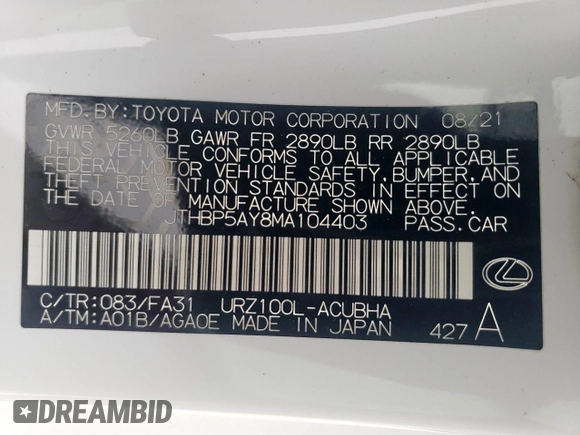 MFD.BY:TOYOTA MOTOR CORPORATION 08/21
GVWR 5260LB GAWR FR 2890LB RR 2890LB
THIS VEHICLE CONFORMS TO ALL APPLICABLE
FEDERAL MOTOR VEHICLE SAFETY, BUMPER, AND
THEFT PREVENTION STANDARDS IN EFFECT ON
THE DATE OF MANUFACTURE SHOWN ABOVE.
JTHBP5AY8MA104403 PASS.CAR
C/TR:083/FA31 URZ100L-ACUBHA
A/TM:A01B/AGA0E MADE IN JAPAN 427 A
DREAMBID